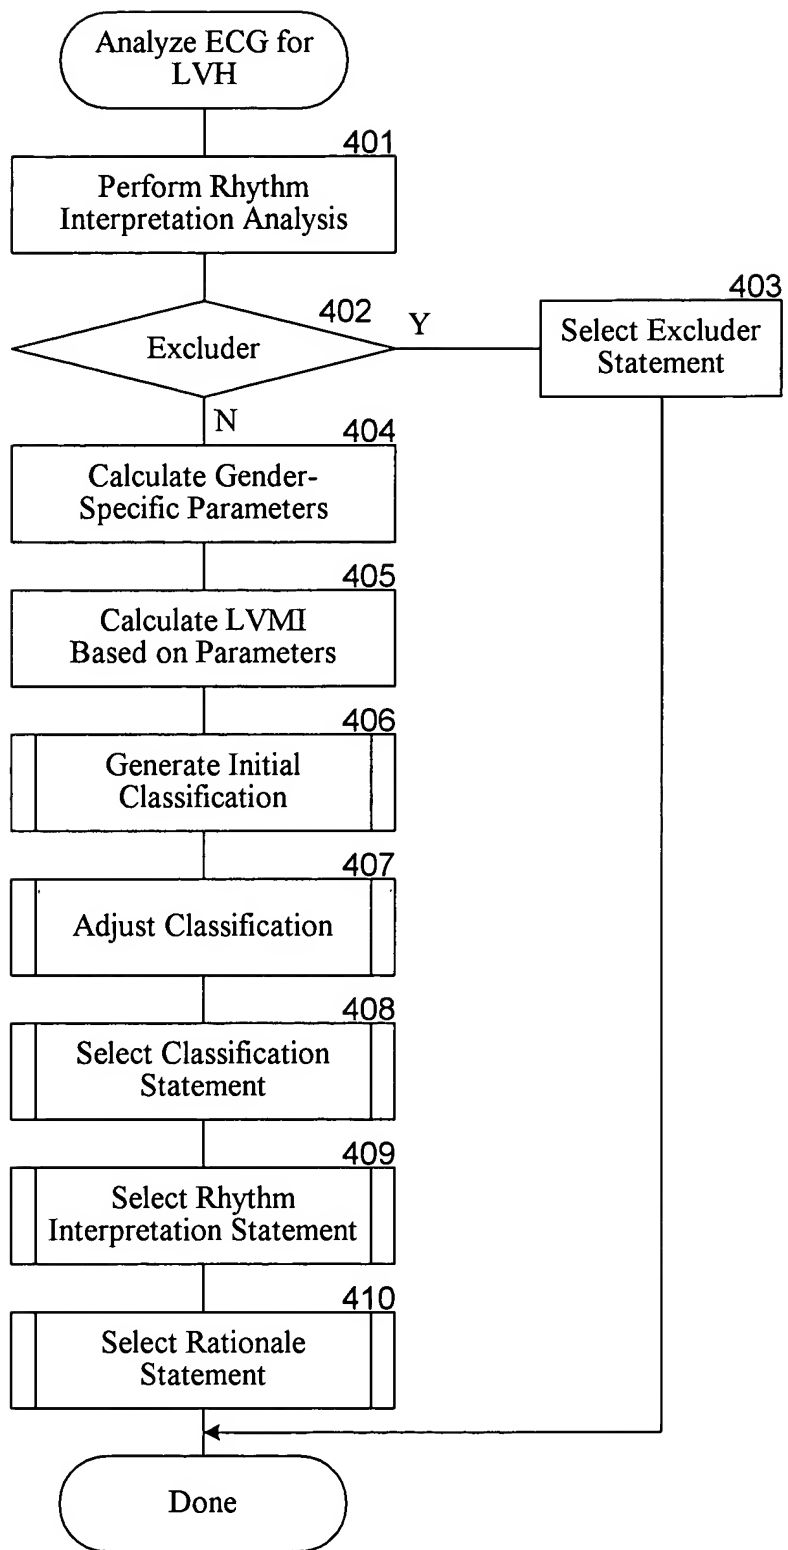 Analyze ECG for
LVH
401
Perform Rhythm
Interpretation Analysis
402
Excluder
Y
403
Select Excluder
Statement
N
404
Calculate Gender-
Specific Parameters
405
Calculate LVMI
Based on Parameters
406
Generate Initial
Classification
407
Adjust Classification
408
Select Classification
Statement
409
Select Rhythm
Interpretation Statement
410
Select Rationale
Statement
Done